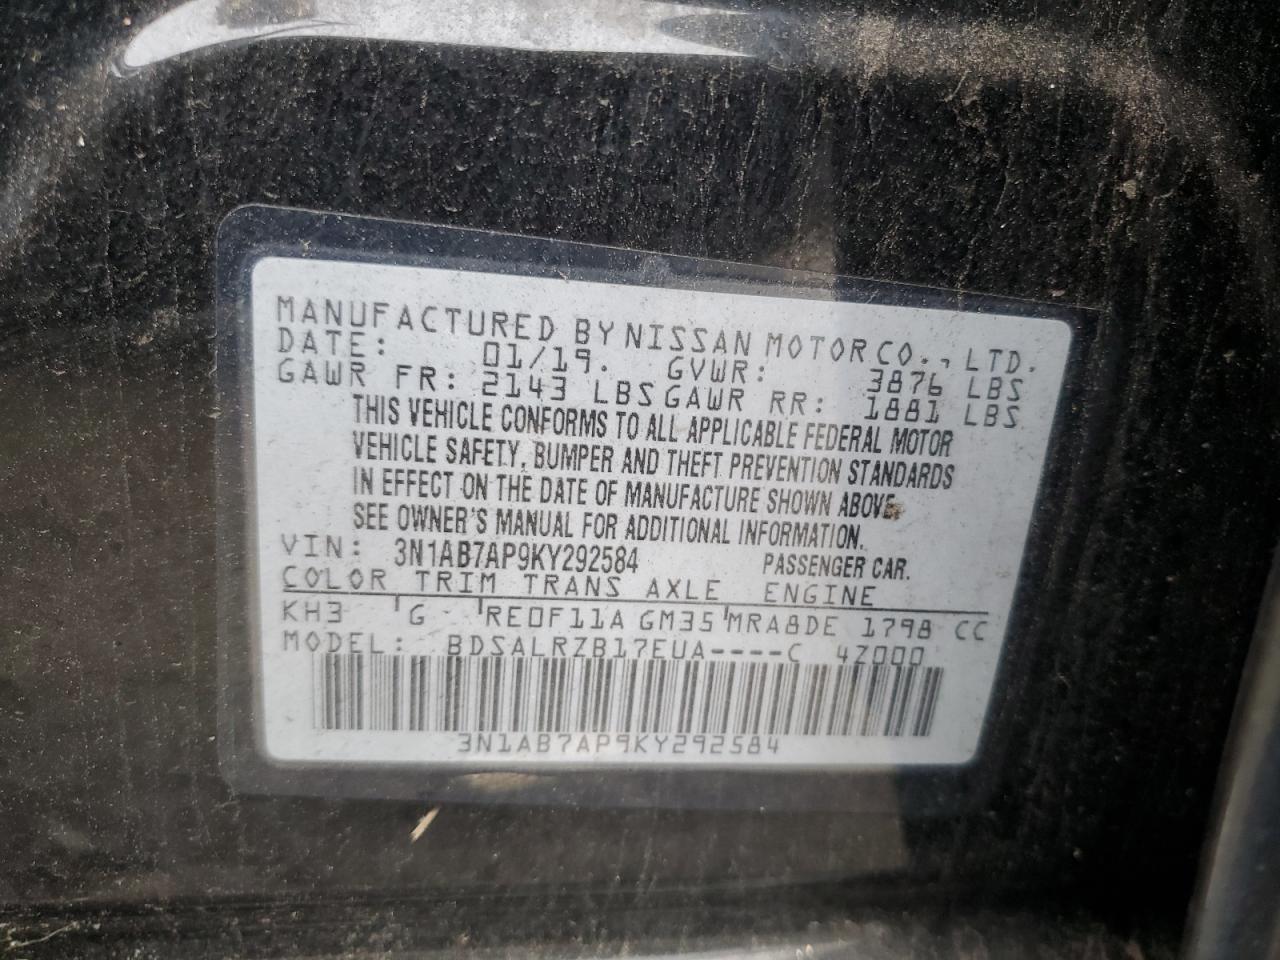 MANUFACTURED BY NISSAN MOTOR CO., LTD.
DATE: 01/19. GVWR: 3876 LBS
GAWR FR: 2143 LBS GAWR RR: 1881 LBS
THIS VEHICLE CONFORMS TO ALL APPLICABLE FEDERAL MOTOR
VEHICLE SAFETY, BUMPER AND THEFT PREVENTION STANDARDS
IN EFFECT ON THE DATE OF MANUFACTURE SHOWN ABOVE.
SEE OWNER'S MANUAL FOR ADDITIONAL INFORMATION.
VIN: 3N1AB7AP9KY292584 PASSENGER CAR.
COLOR TRIM TRANS AXLE ENGINE
KH3 G RE0F11A GM35 MRA8DE 1798 CC
MODEL: BDSALRZB17EUA----C 4Z000
3N1AB7AP9KY292584